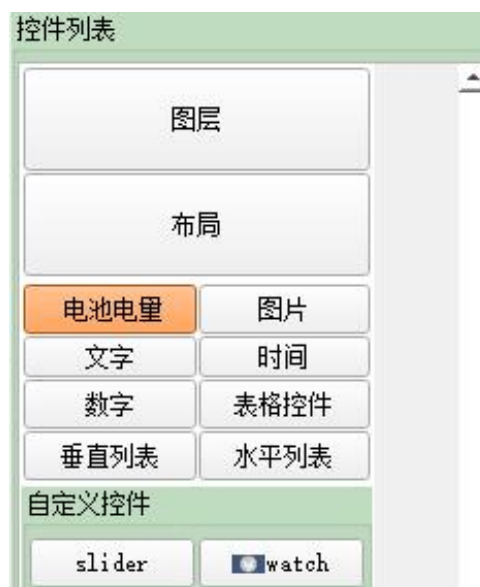 控件列表
图层
布局
电池电量 图片
文字 时间
数字 表格控件
垂直列表 水平列表
自定义控件
slider watch